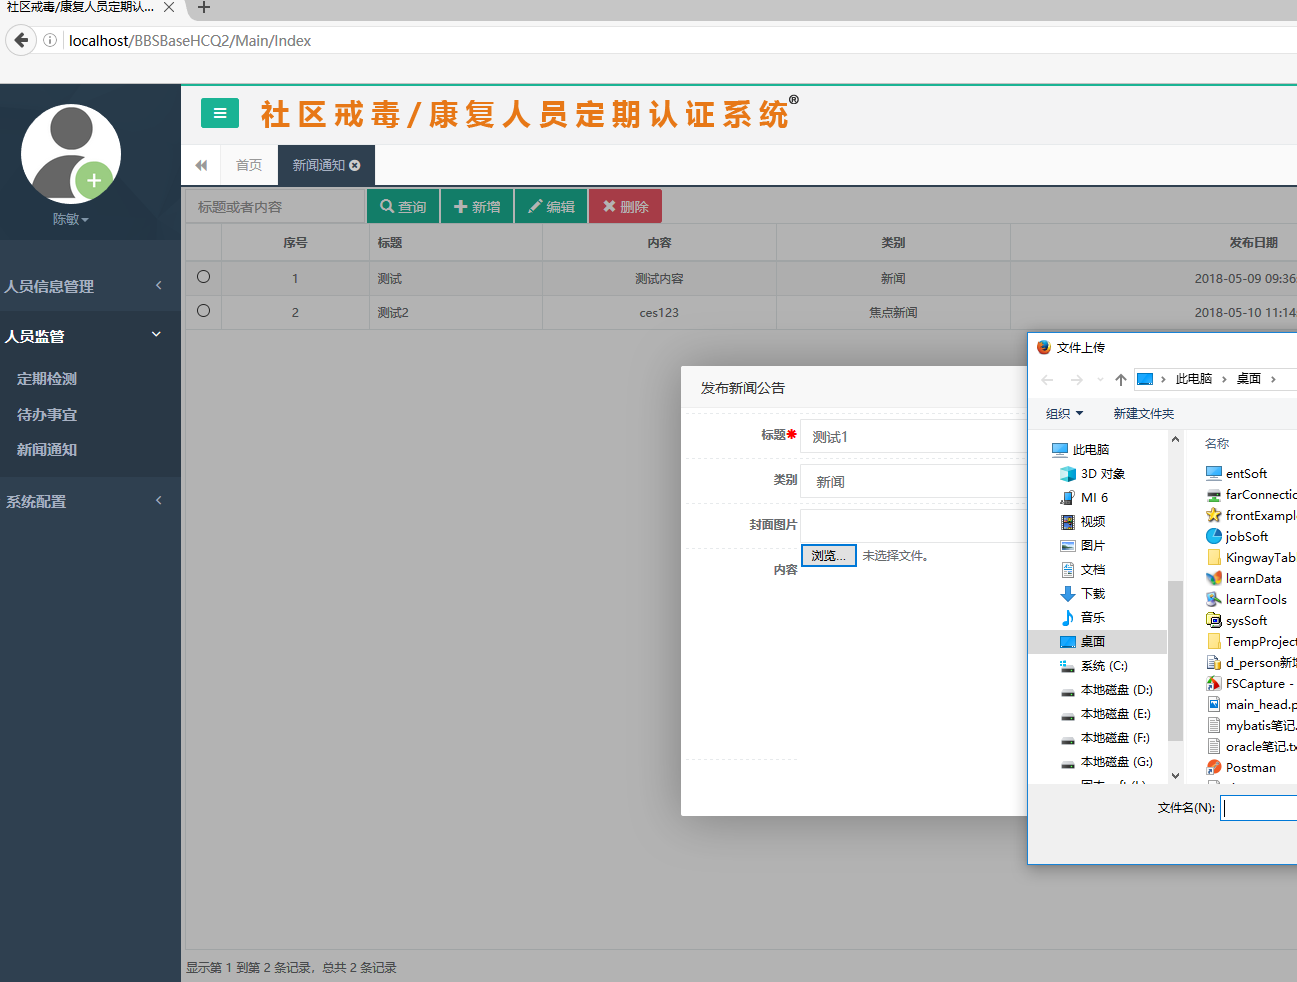 社区戒毒/康复人员定期认...
localhost/BBSBaseHCQ2/Main/Index
社区戒毒/康复人员定期认证系统®
首页
新闻通知
陈敏
标题或者内容
查询
新增
编辑
删除
序号 标题 内容 类别 发布日期
1 测试 测试内容 新闻 2018-05-09 09:36
2 测试2 ces123 焦点新闻 2018-05-10 11:14
人员信息管理
人员监管
定期检测
待办事宜
新闻通知
系统配置
发布新闻公告
标题 测试1
类别 新闻
封面图片
浏览... 未选择文件。
内容
文件上传
此电脑 桌面
组织 新建文件夹
此电脑
3D 对象
MI 6
视频
图片
文档
下载
音乐
桌面
系统 (C:)
本地磁盘 (D:)
本地磁盘 (E:)
本地磁盘 (F:)
本地磁盘 (G:)
名称
entSoft
farConnectio
frontExampl
jobSoft
KingwayTab
learnData
learnTools
sysSoft
TempProject
d_person新增
FSCapture -
main_head.p
mybatis笔记.
oracle笔记.tx
Postman
文件名(N):
显示第 1 到第 2 条记录，总共 2 条记录